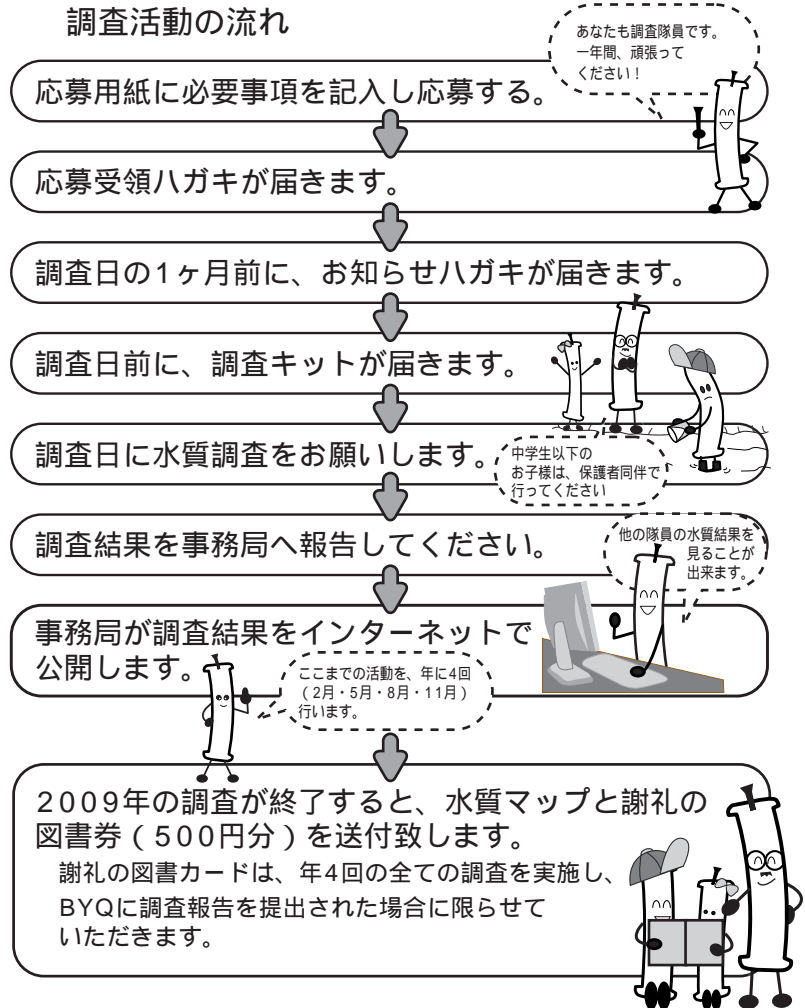 調査活動の流れ
あなたも調査隊員です。
一年間、頑張って
ください！
応募用紙に必要事項を記入し応募する。
応募受領ハガキが届きます。
調査日の1ヶ月前に、お知らせハガキが届きます。
調査日前に、調査キットが届きます。
調査日に水質調査をお願いします。
中学生以下の
お子様は、保護者同伴で
行ってください
調査結果を事務局へ報告してください。
他の隊員の水質結果を
見ることが
出来ます。
事務局が調査結果をインターネットで
公開します。
ここまでの活動を、年に4回
（2月・5月・8月・11月）
行います。
2009年の調査が終了すると、水質マップと謝礼の
図書券（500円分）を送付致します。
謝礼の図書カードは、年4回の全ての調査を実施し、
BYQに調査報告を提出された場合に限らせて
いただきます。